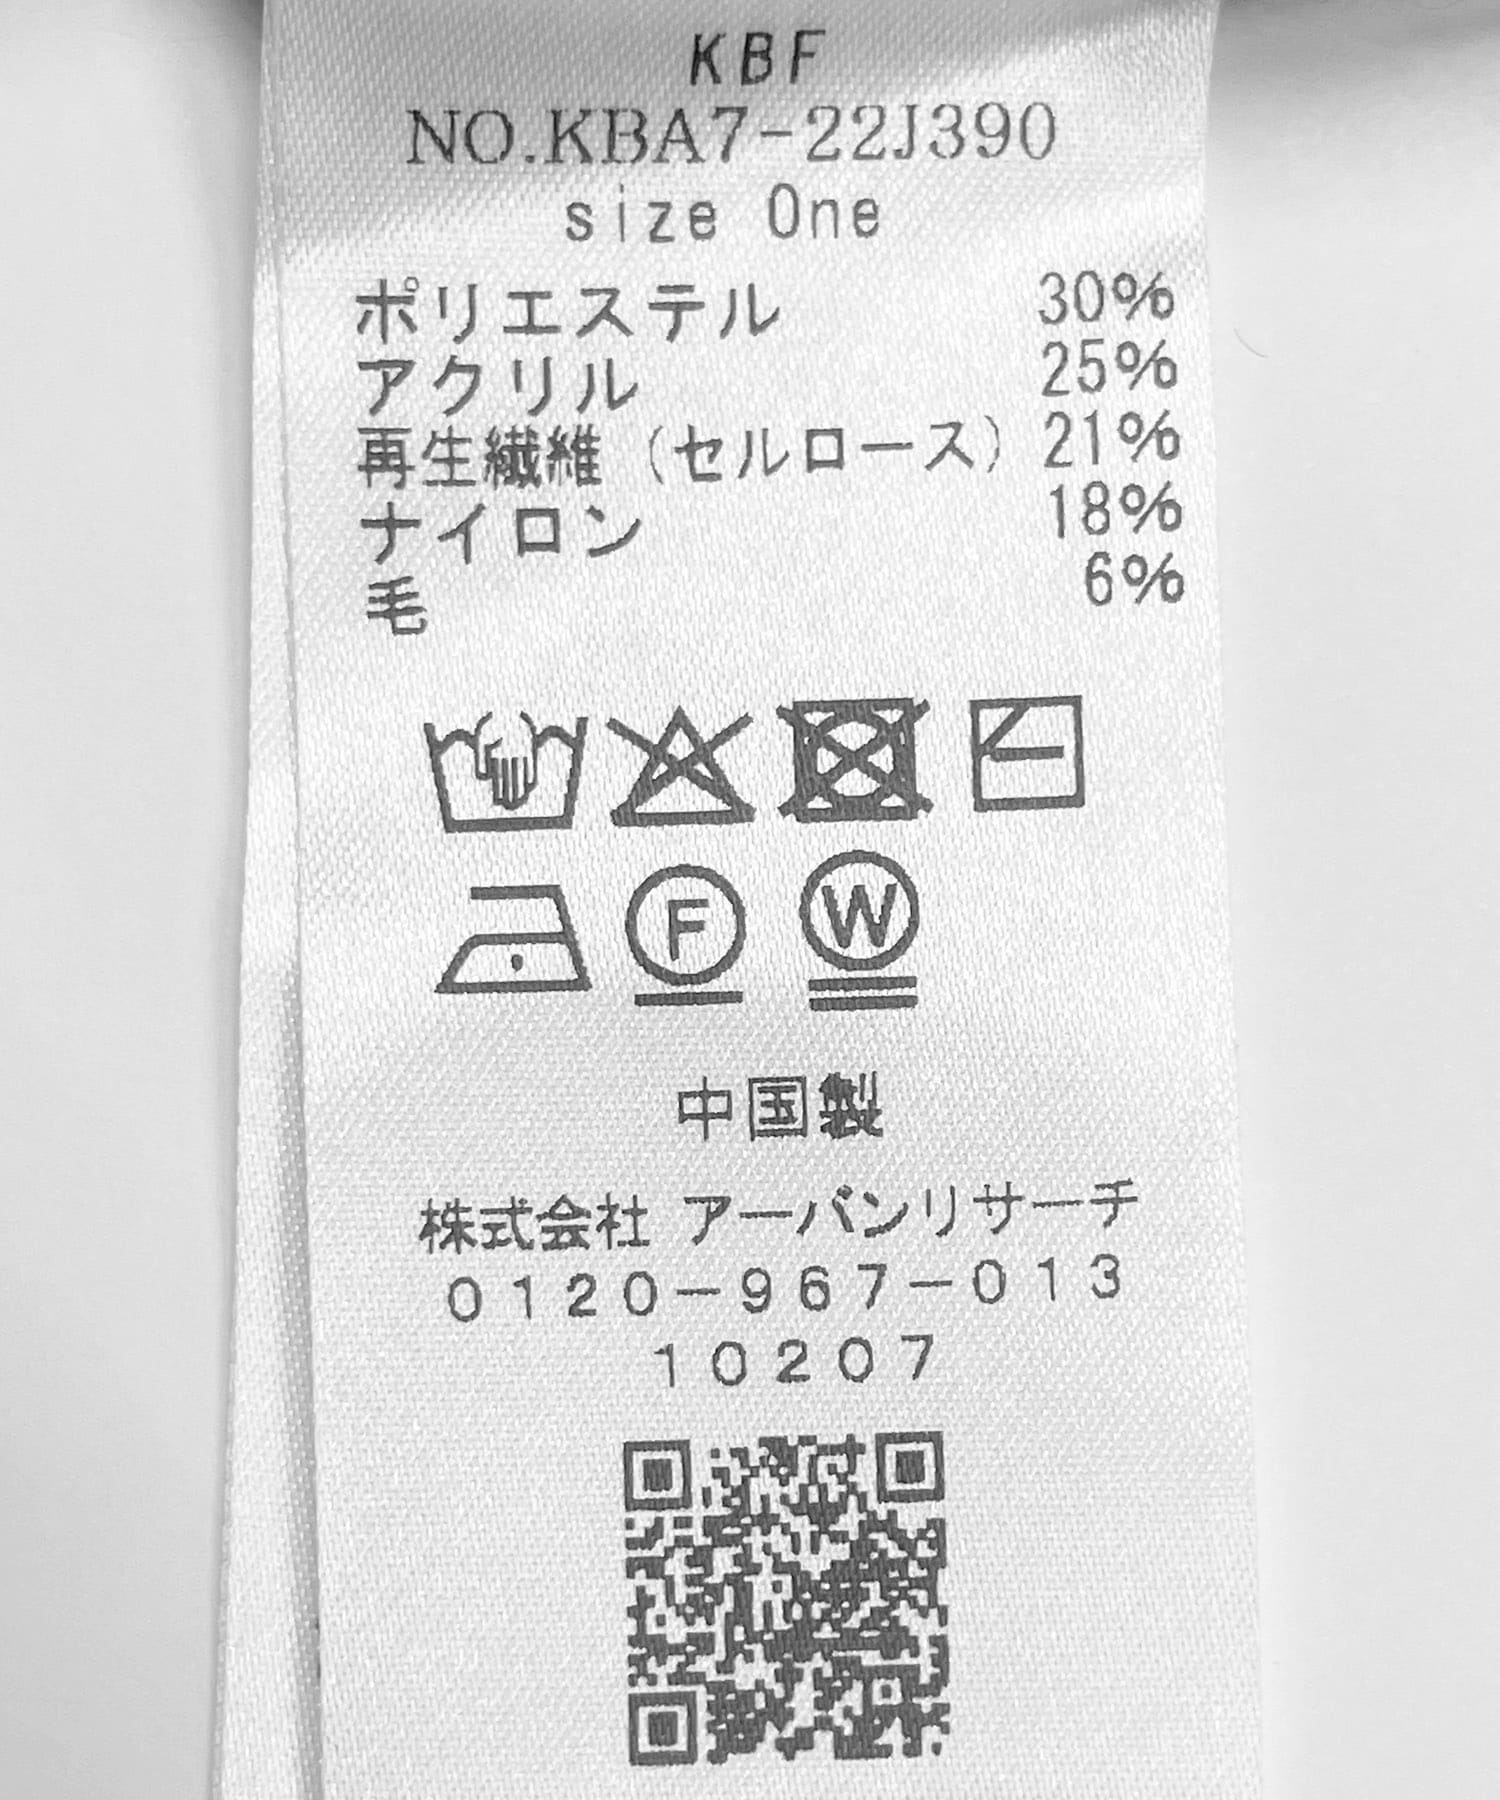 KBF
NO.KBA7-22J390
size One
ポリエステル 30%
アクリル 25%
再生繊維（セルロース） 21%
ナイロン 18%
毛 6%
F W
中国製
株式会社 アーバンリサーチ
0120-967-013
10207